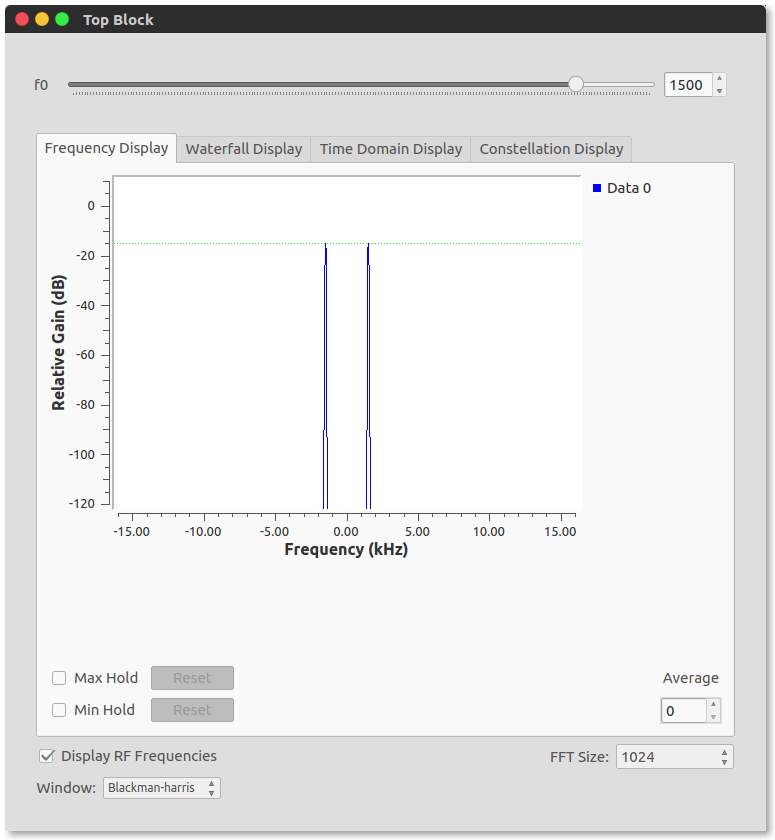 Top Block
f0
1500
Frequency Display
Waterfall Display
Time Domain Display
Constellation Display
Data 0
Relative Gain (dB)
0
-20
-40
-60
-80
-100
-120
-15.00 -10.00 -5.00 0.00 5.00 10.00 15.00
Frequency (kHz)
Max Hold Reset
Average
Min Hold Reset
0
Display RF Frequencies
FFT Size: 1024
Window: Blackman-harris